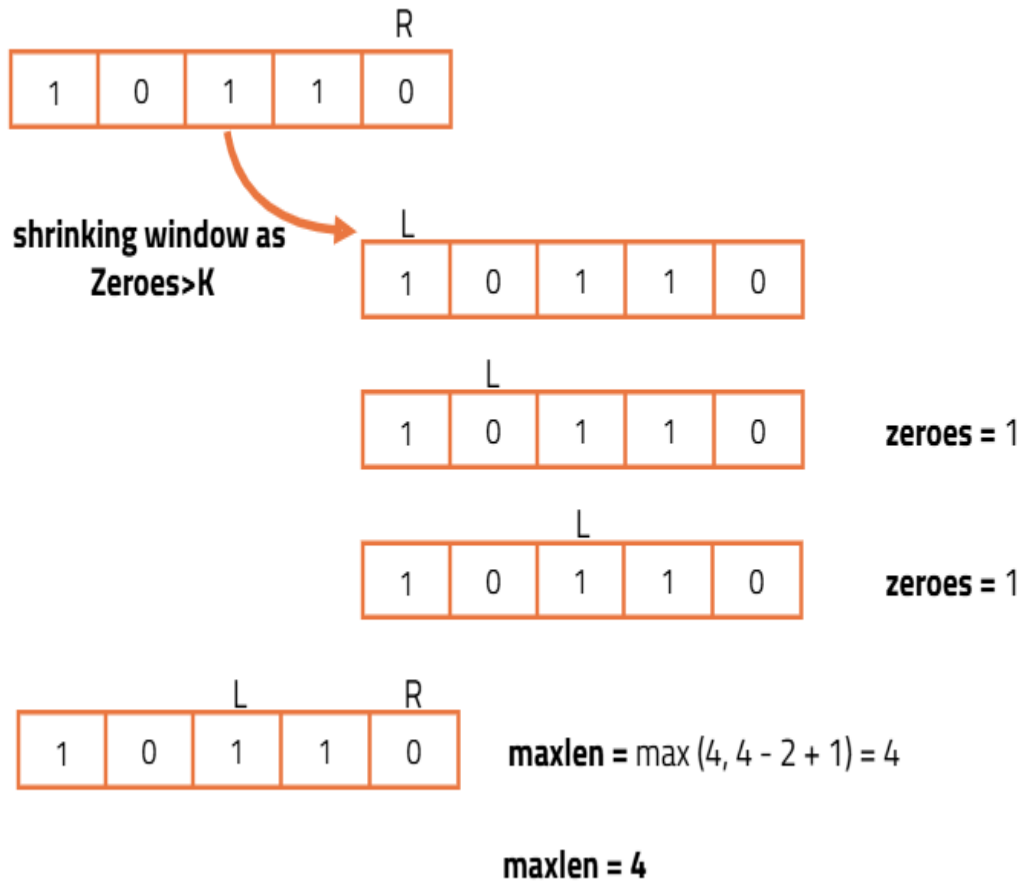 R
1 0 1 1 0
shrinking window as
Zeroes>K
L
1 0 1 1 0
L
1 0 1 1 0 zeroes = 1
L
1 0 1 1 0 zeroes = 1
L R
1 0 1 1 0 maxlen = max (4, 4 - 2 + 1) = 4
maxlen = 4